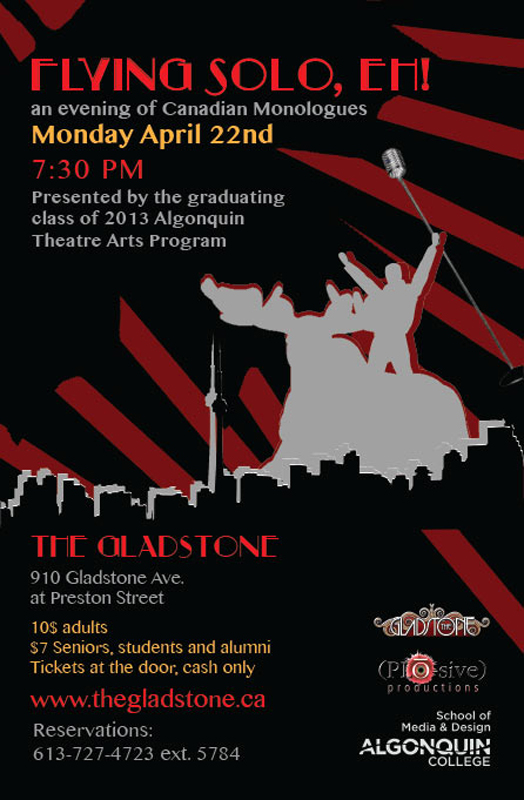 FLYING SOLO, EH!
an evening of Canadian Monologues
Monday April 22nd
7:30 PM
Presented by the graduating
class of 2013 Algonquin
Theatre Arts Program
THE GLADSTONE
910 Gladstone Ave.
at Preston Street
10$ adults
$7 Seniors, students and alumni
Tickets at the door, cash only
www.thegladstone.ca
Reservations:
613-727-4723 ext. 5784
THE GLADSTONE
(Plosive)
productions
School of
Media & Design
ALGONQUIN
COLLEGE